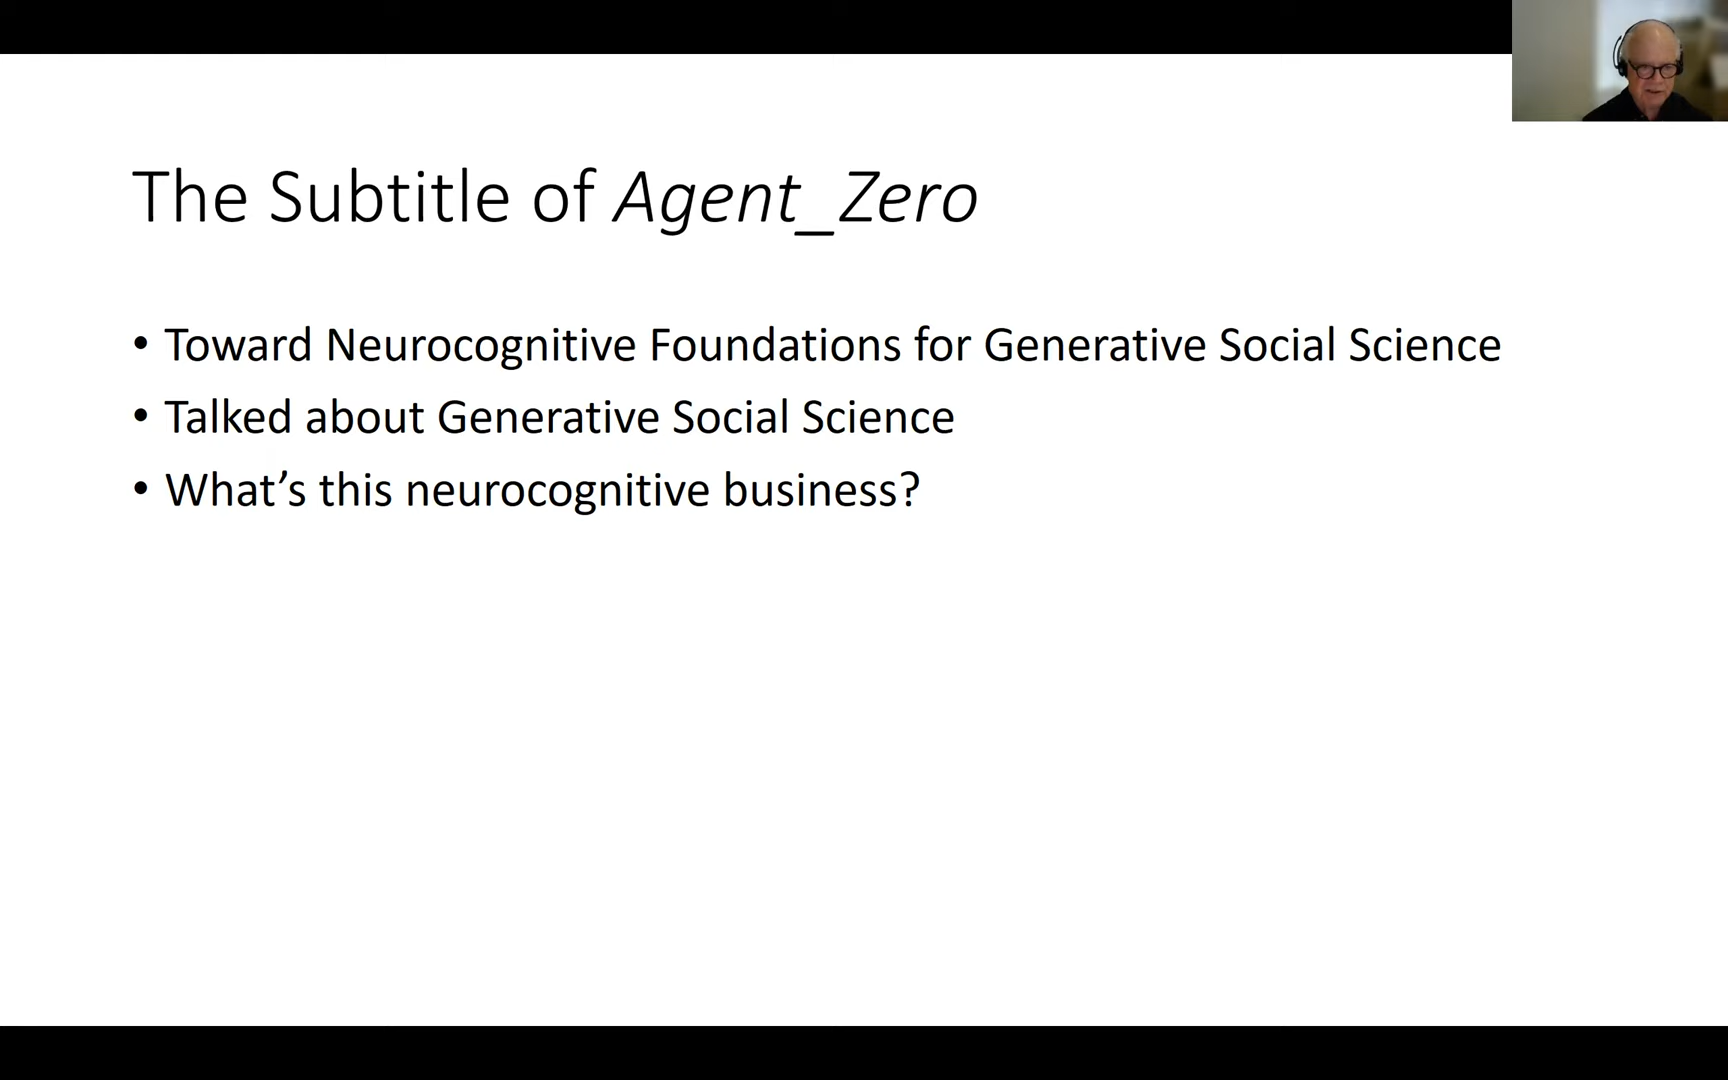 The Subtitle of Agent_Zero
• Toward Neurocognitive Foundations for Generative Social Science
• Talked about Generative Social Science
• What’s this neurocognitive business?